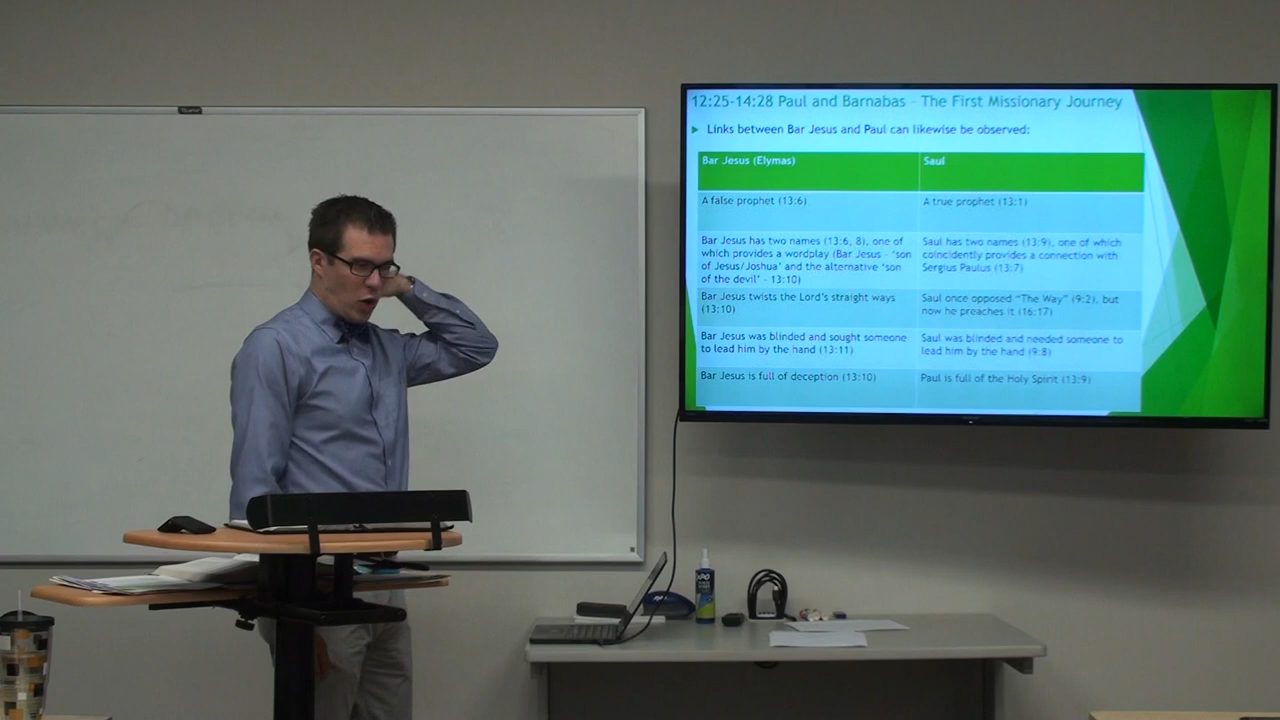 12:25-14:28 Paul and Barnabas – The First Missionary Journey
Links between Bar Jesus and Paul can likewise be observed:
Bar Jesus (Elymas)
Saul
A false prophet (13:6)
A true prophet (13:1)
Bar Jesus has two names (13:6, 8), one of
which provides a wordplay (Bar Jesus – ‘son
of Jesus/Joshua’ and the alternative ‘son
of the devil’ – 13:10)
Saul has two names (13:9), one of which
coincidently provides a connection with
Sergius Paulus (13:7)
Bar Jesus twists the Lord’s straight ways
(13:10)
Saul once opposed “The Way” (9:2), but
now he preaches it (16:17)
Bar Jesus was blinded and sought someone
to lead him by the hand (13:11)
Saul was blinded and needed someone to
lead him by the hand (9:8)
Bar Jesus is full of deception (13:10)
Paul is full of the Holy Spirit (13:9)